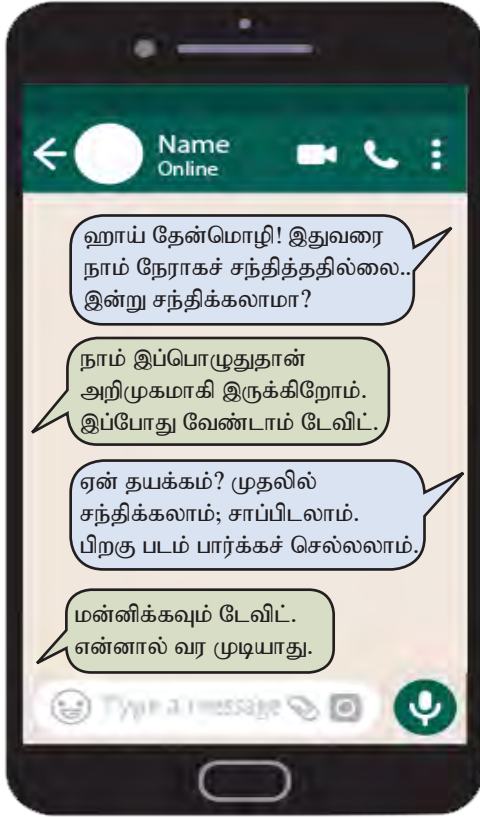 Name
Online
ஹாய் தேன்மொழி! இதுவரை
நாம் நேராகச் சந்தித்ததில்லை..
இன்று சந்திக்கலாமா?
நாம் இப்பொழுதுதான்
அறிமுகமாகி இருக்கிறோம்.
இப்போது வேண்டாம் டேவிட்.
ஏன் தயக்கம்? முதலில்
சந்திக்கலாம்; சாப்பிடலாம்.
பிறகு படம் பார்க்கச் செல்லலாம்.
மன்னிக்கவும் டேவிட்.
என்னால் வர முடியாது.
Type a message